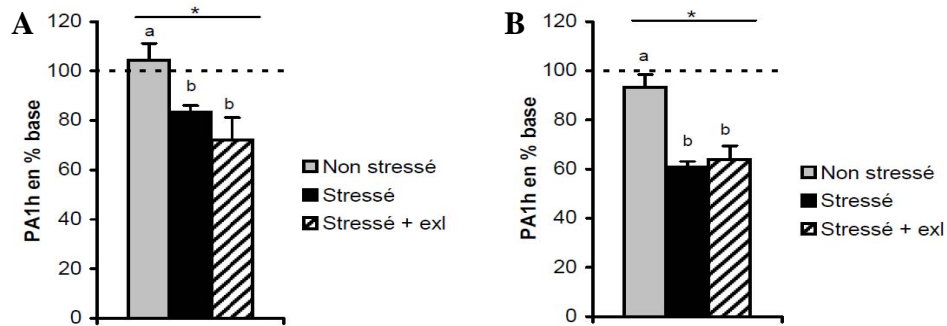 A
PA1h en % base
120
100
80
60
40
20
0
*
a
b
b
Non stressé
Stressé
Stressé + exl
B
PA1h en % base
120
100
80
60
40
20
0
*
a
b
b
Non stressé
Stressé
Stressé + exl